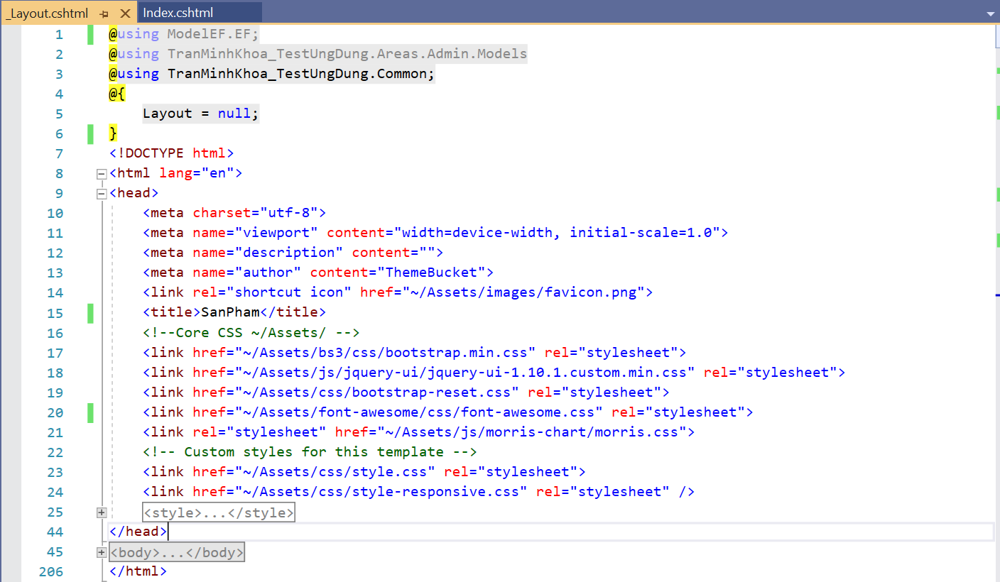 _Layout.cshtml Index.cshtml
1 @using ModelEF.EF;
2 @using TranMinhKhoa_TestUngDung.Areas.Admin.Models
3 @using TranMinhKhoa_TestUngDung.Common;
4 @{
5 Layout = null;
6 }
7 <!DOCTYPE html>
8 <html lang="en">
9 <head>
10 <meta charset="utf-8">
11 <meta name="viewport" content="width=device-width, initial-scale=1.0">
12 <meta name="description" content="">
13 <meta name="author" content="ThemeBucket">
14 <link rel="shortcut icon" href="~/Assets/images/favicon.png">
15 <title>SanPham</title>
16 <!--Core CSS ~/Assets/ -->
17 <link href="~/Assets/bs3/css/bootstrap.min.css" rel="stylesheet">
18 <link href="~/Assets/js/jquery-ui/jquery-ui-1.10.1.custom.min.css" rel="stylesheet">
19 <link href="~/Assets/css/bootstrap-reset.css" rel="stylesheet">
20 <link href="~/Assets/font-awesome/css/font-awesome.css" rel="stylesheet">
21 <link rel="stylesheet" href="~/Assets/js/morris-chart/morris.css">
22 <!-- Custom styles for this template -->
23 <link href="~/Assets/css/style.css" rel="stylesheet">
24 <link href="~/Assets/css/style-responsive.css" rel="stylesheet" />
25 <style>...</style>
44 </head>
45 <body>...</body>
206 </html>